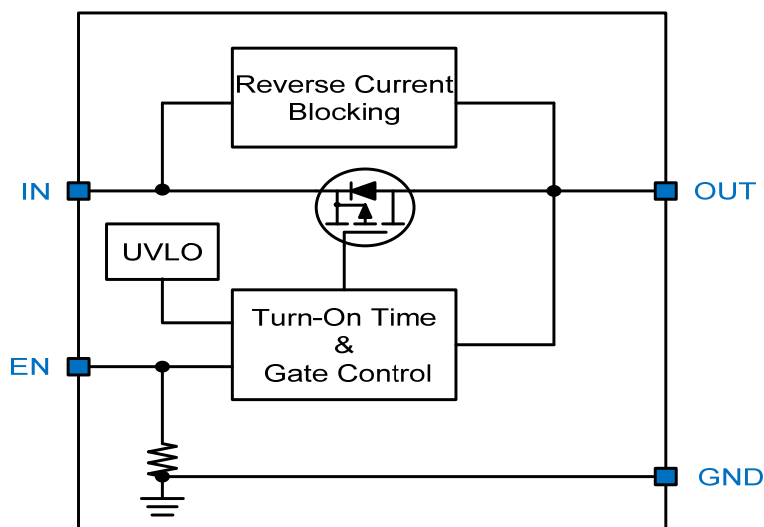 Reverse Current
Blocking
IN
OUT
UVLO
Turn-On Time
&
Gate Control
EN
GND